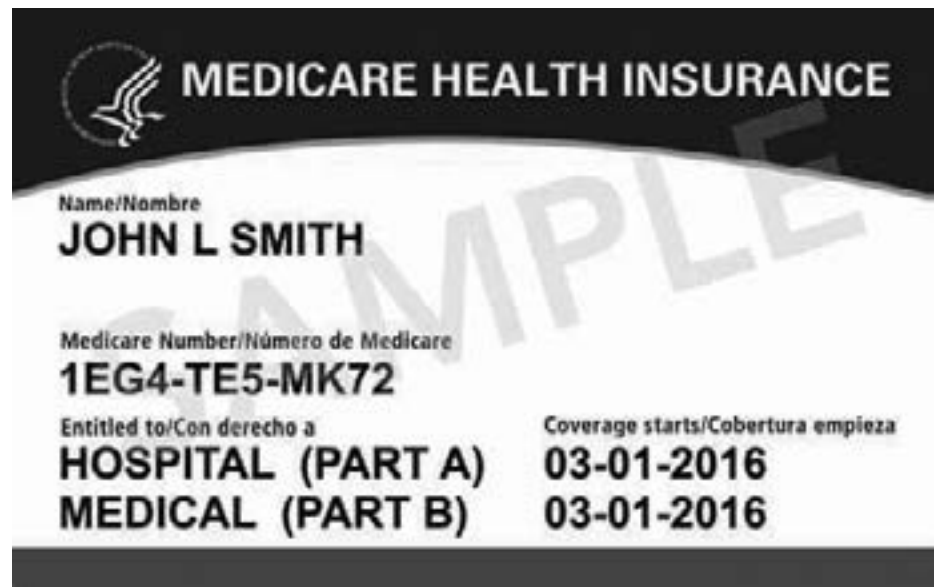 MEDICARE HEALTH INSURANCE
SAMPLE
Name/Nombre
JOHN L SMITH
Medicare Number/Número de Medicare
1EG4-TE5-MK72
Entitled to/Con derecho a
Coverage starts/Cobertura empieza
HOSPITAL (PART A) 03-01-2016
MEDICAL (PART B) 03-01-2016